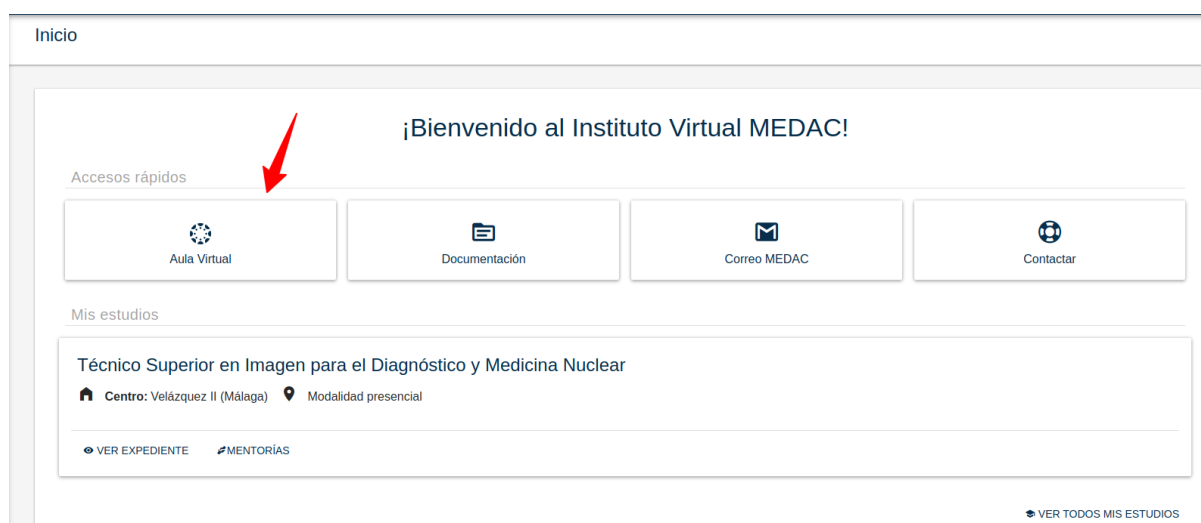 Inicio
¡Bienvenido al Instituto Virtual MEDAC!
Accesos rápidos
Aula Virtual
Documentación
Correo MEDAC
Contactar
Mis estudios
Técnico Superior en Imagen para el Diagnóstico y Medicina Nuclear
Centro: Velázquez II (Málaga) Modalidad presencial
VER EXPEDIENTE MENTORÍAS
VER TODOS MIS ESTUDIOS